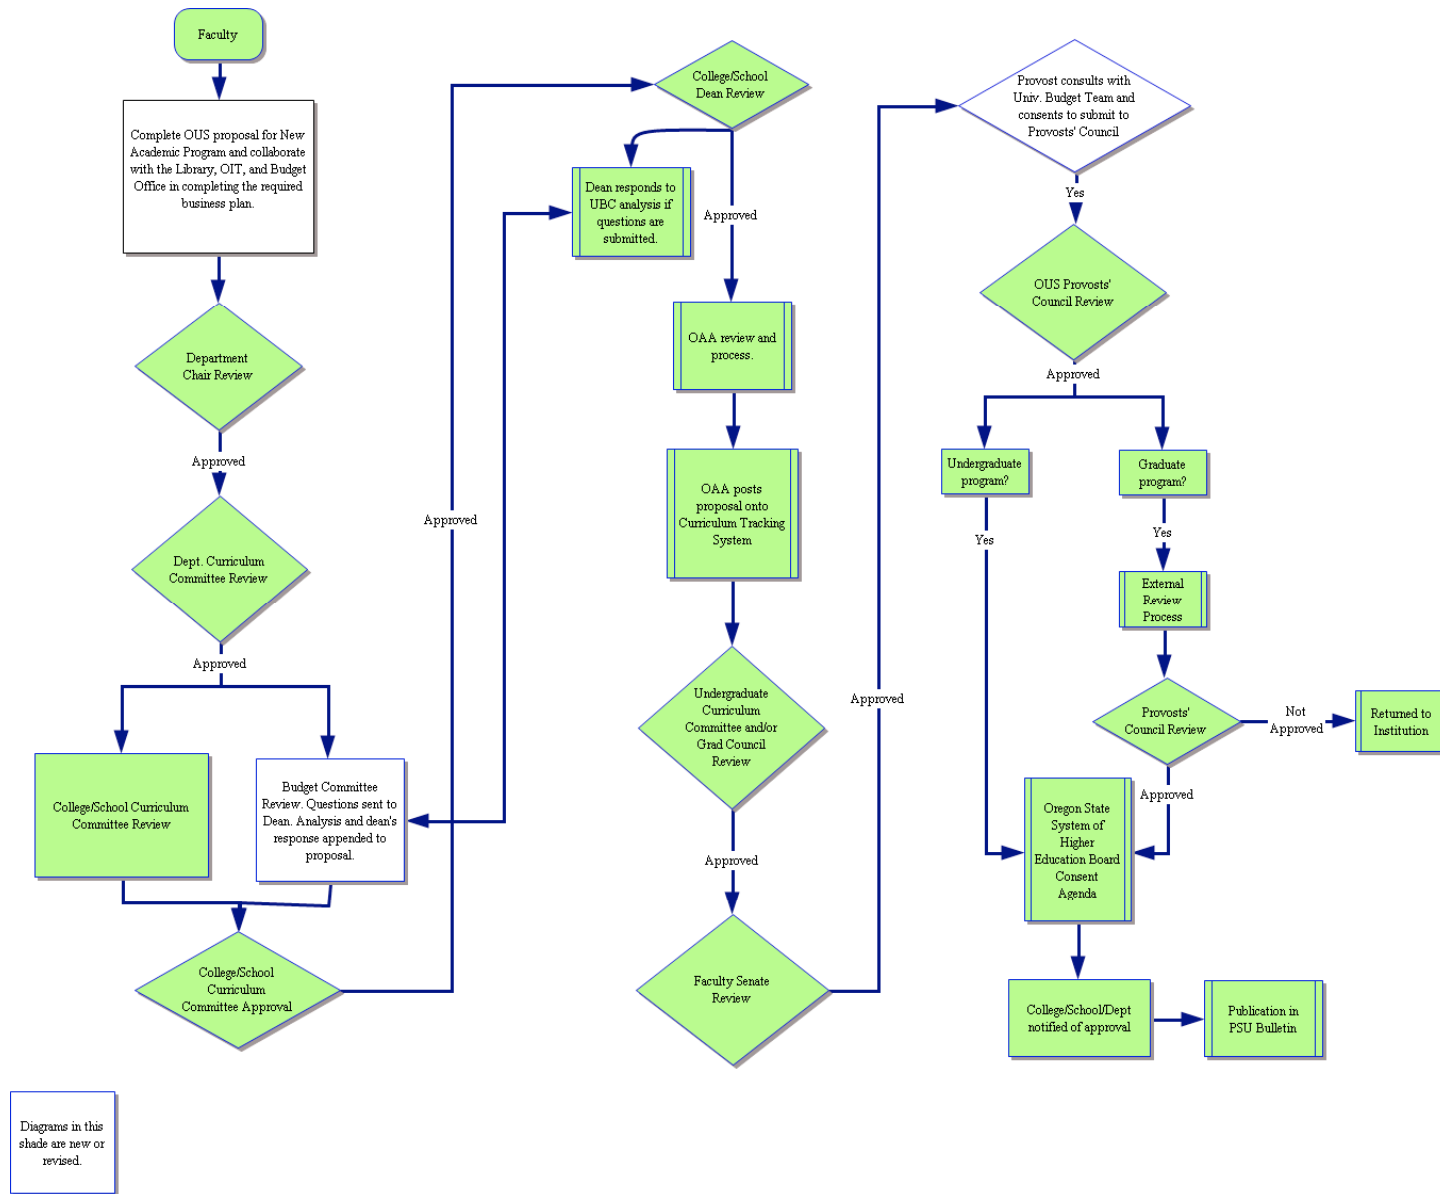 Faculty
Complete OUS proposal for New
Academic Program and collaborate
with the Library, OIT, and Budget
Office in completing the required
business plan.
Department
Chair Review
Approved
Dept. Curriculum
Committee Review
Approved
College/School Curriculum
Committee Review
Budget Committee
Review. Questions sent to
Dean. Analysis and dean's
response appended to
proposal.
College/School
Curriculum
Committee Approval
Approved
College/School
Dean Review
Dean responds to
UBC analysis if
questions are
submitted.
Approved
OAA review and
process.
OAA posts
proposal onto
Curriculum Tracking
System
Undergraduate
Curriculum
Committee and/or
Grad Council
Review
Approved
Faculty Senate
Review
Approved
Provost consults with
Univ. Budget Team and
consents to submit to
Provosts' Council
Yes
OUS Provosts'
Council Review
Approved
Undergraduate
program?
Yes
Graduate
program?
Yes
External
Review
Process
Provosts'
Council Review
Not
Approved
Returned to
Institution
Approved
Oregon State
System of
Higher
Education Board
Consent
Agenda
College/School/Dept
notified of approval
Publication in
PSU Bulletin
Diagrams in this
shade are new or
revised.